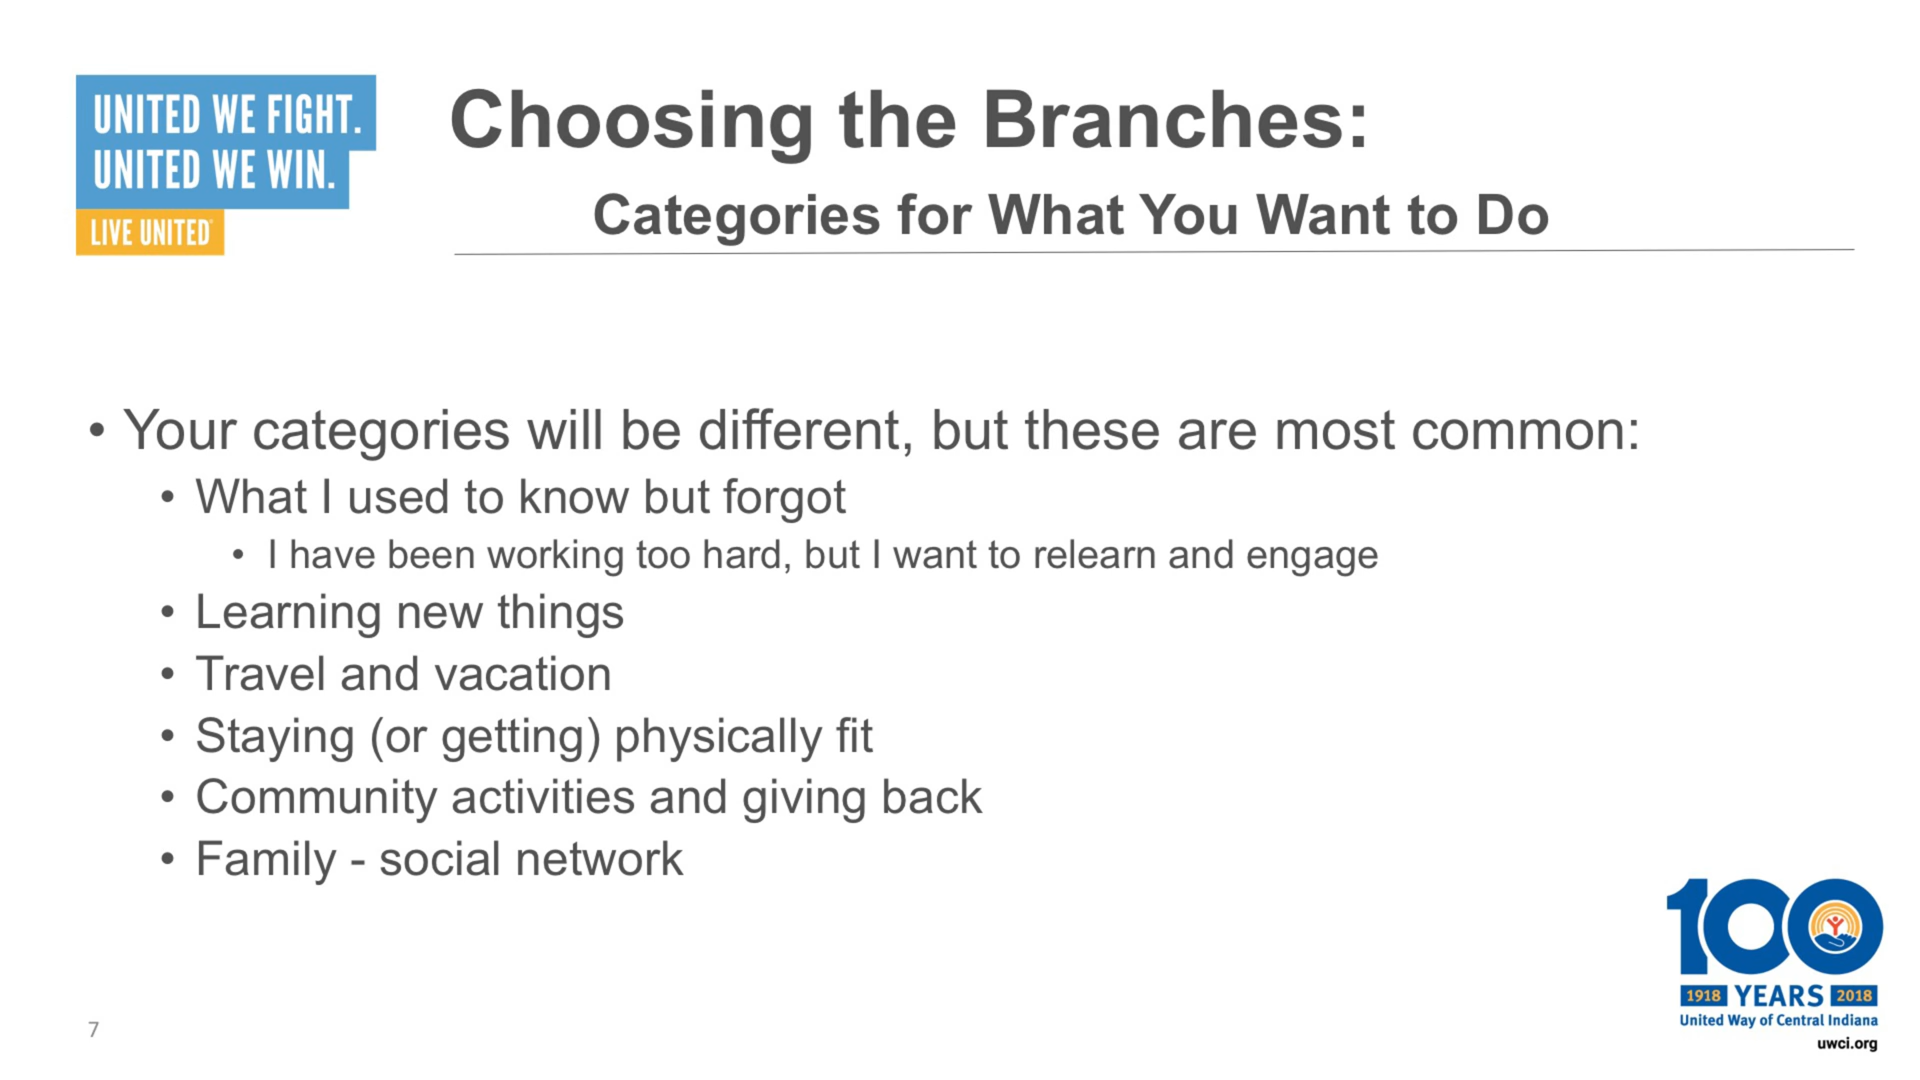 UNITED WE FIGHT.
UNITED WE WIN.
LIVE UNITED
Choosing the Branches:
Categories for What You Want to Do
• Your categories will be different, but these are most common:
• What I used to know but forgot
• I have been working too hard, but I want to relearn and engage
• Learning new things
• Travel and vacation
• Staying (or getting) physically fit
• Community activities and giving back
• Family - social network
100
1918 YEARS 2018
United Way of Central Indiana
uwci.org
7